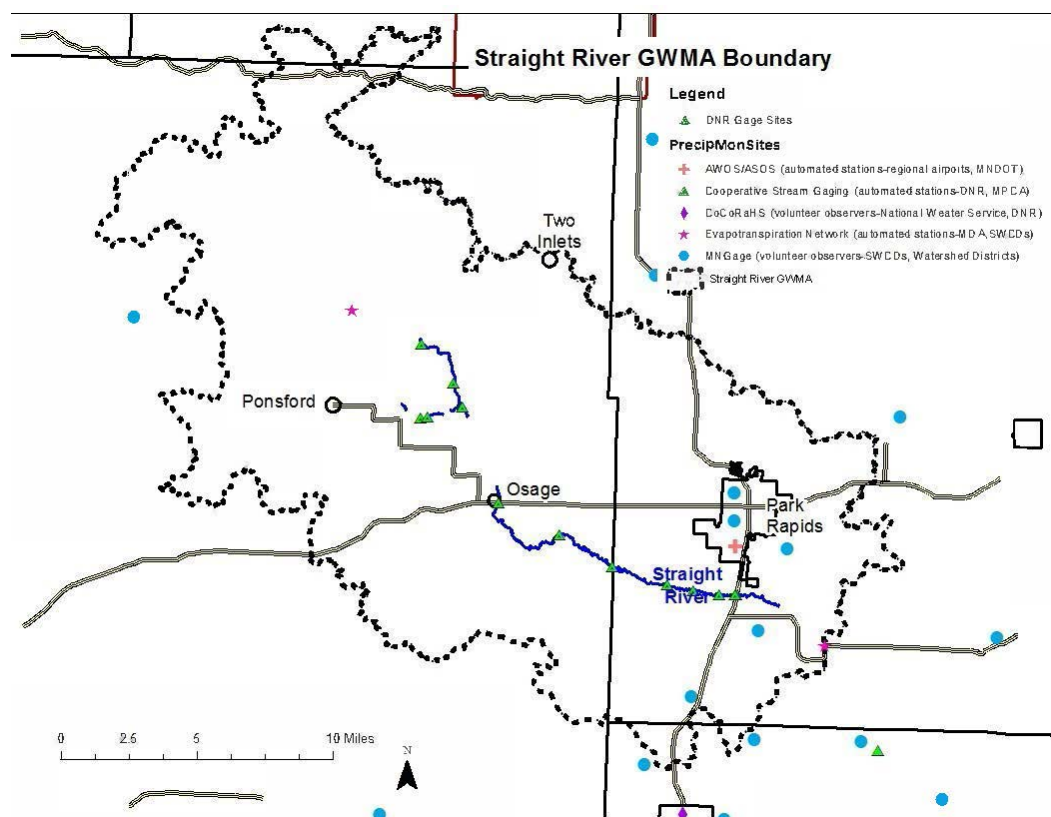 Straight River GWMA Boundary
Legend
DNR Gage Sites
PrecipMonSites
AWOS/ASOS (automated stations-regional airports, MNDOT)
Cooperative Stream Gaging (automated stations-DNR, MPCA)
CoCoRaHS (volunteer observers-National Weater Service, DNR)
Evapotranspiration Network (automated stations-MDA,SWCDs)
MNGage (volunteer observers-SWCDs, Watershed Districts)
Straight River GWMA
Two
Inlets
Ponsford
Osage
Park
Rapids
Straight
River
0 2.5 5 10 Miles
N